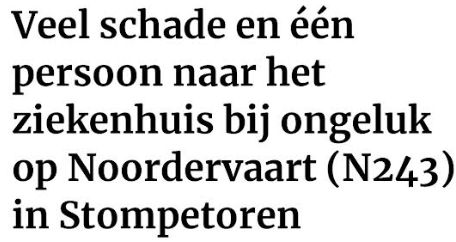 Veel schade en één
persoon naar het
ziekenhuis bij ongeluk
op Noordervaart (N243)
in Stompetoren